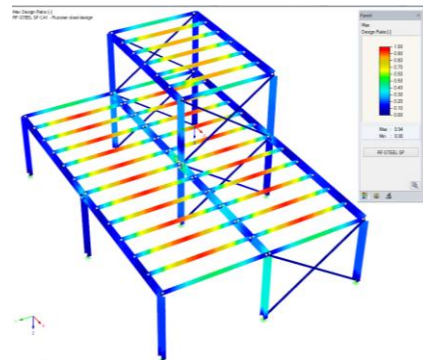 Max Design Ratio [-]
RF-STEEL SP CA1 - Russian steel design
Panel
Max
Design Ratio [-]
1.00
0.90
0.80
0.70
0.60
0.50
0.40
0.30
0.20
0.10
0.00
Max : 0.94
Min : 0.00
RF-STEEL SP